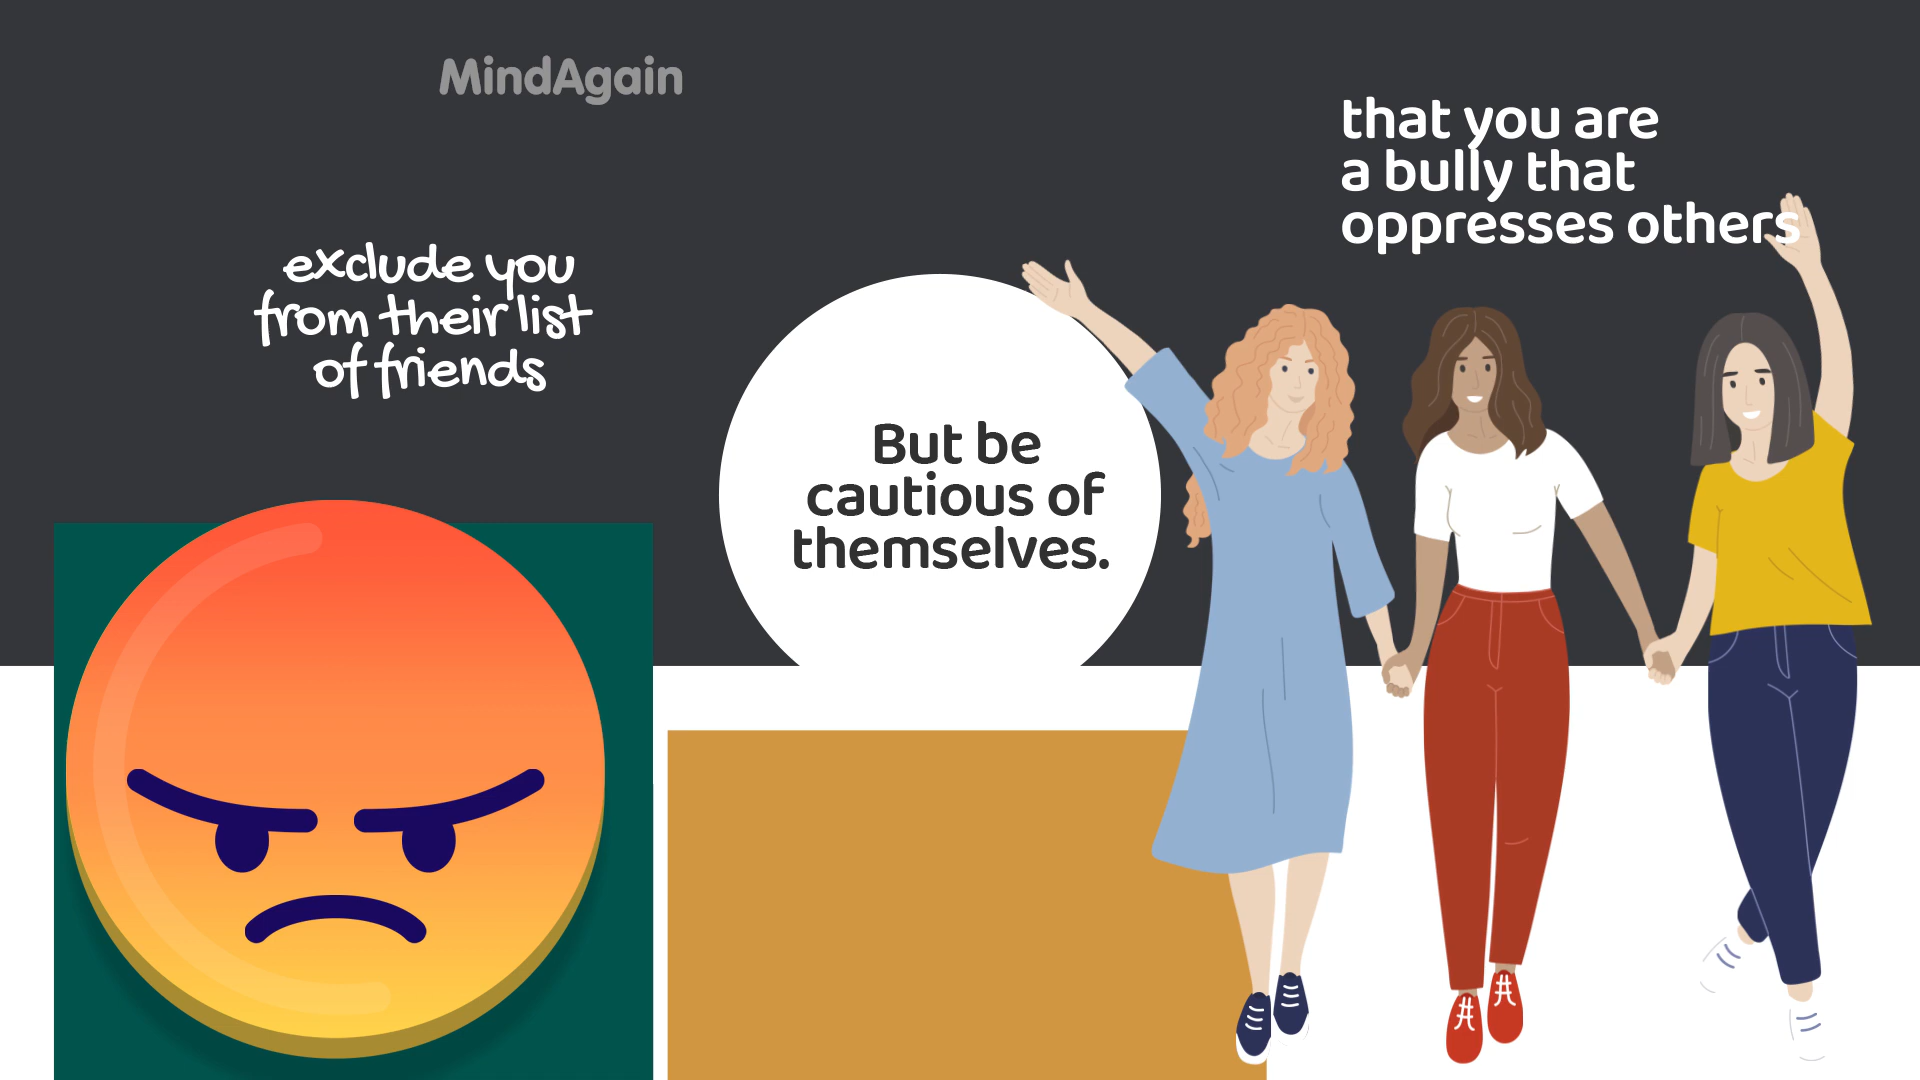 MindAgain
exclude you
from their list
of friends
But be
cautious of
themselves.
that you are
a bully that
oppresses others